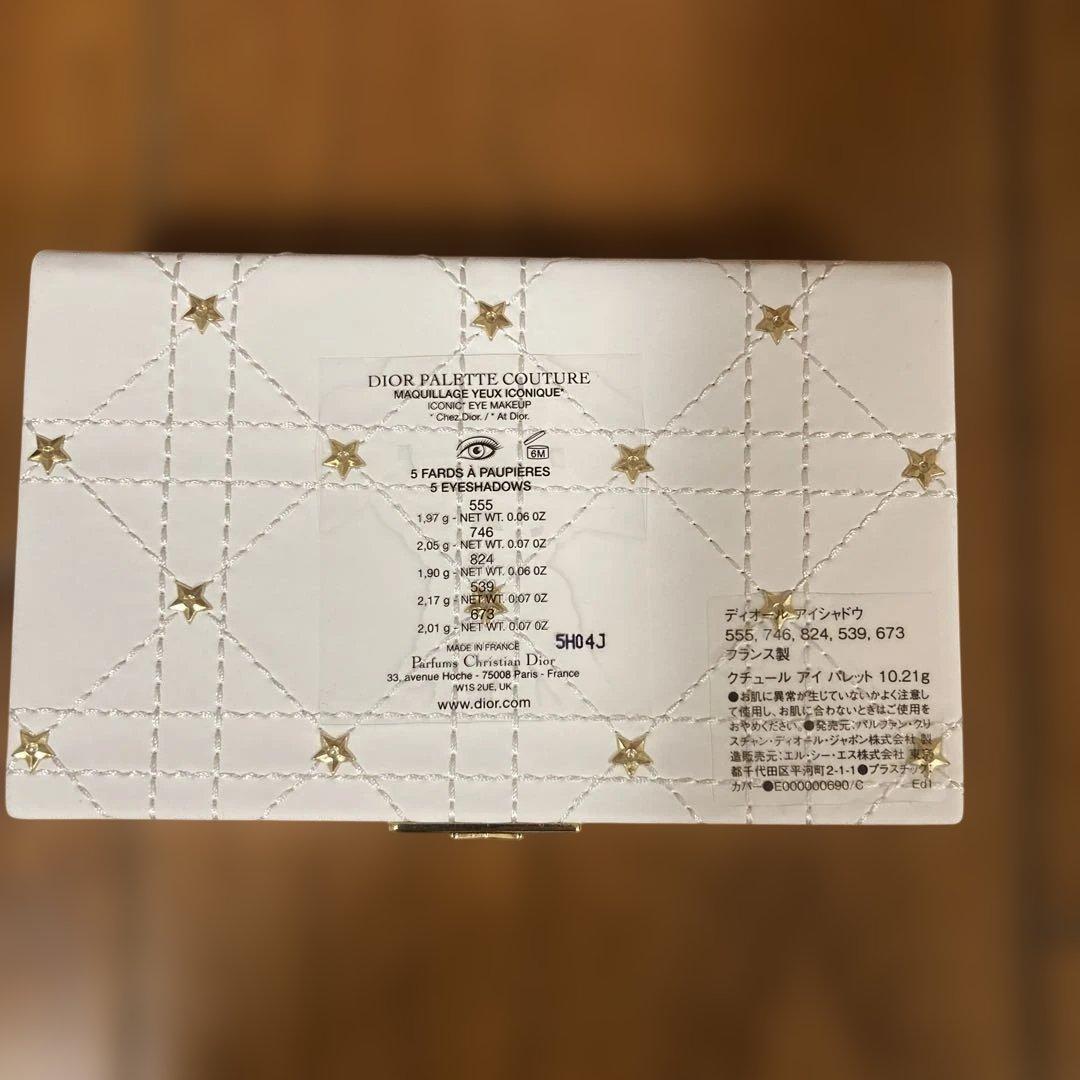 DIOR PALETTE COUTURE
MAQUILLAGE YEUX ICONIQUE*
ICONIC* EYE MAKEUP
* Chez Dior. / * At Dior.
6M
5 FARDS À PAUPIÈRES
5 EYESHADOWS
555
1,97 g - NET WT. 0.06 OZ
746
2,05 g - NET WT. 0.07 OZ
824
1,90 g - NET WT. 0.06 OZ
539
2,17 g - NET WT. 0.07 OZ
673
2,01 g - NET WT. 0.07 OZ
MADE IN FRANCE
5H04J
Parfums Christian Dior
33, avenue Hoche - 75008 Paris - France
W1S 2UE, UK
www.dior.com
ディオール アイシャドウ
555, 746, 824, 539, 673
フランス製
クチュール アイ パレット 10.21g
●お肌に異常が生じていないかよく注意し
て使用し、お肌に合わないときはご使用を
おやめください。●発売元:パルファン・クリ
スチャン・ディオール・ジャポン株式会社 製
造販売元:エル・シー・エス株式会社 東京
都千代田区平河町2-1-1●プラスチック:
カバー●E000000690/C Ed1